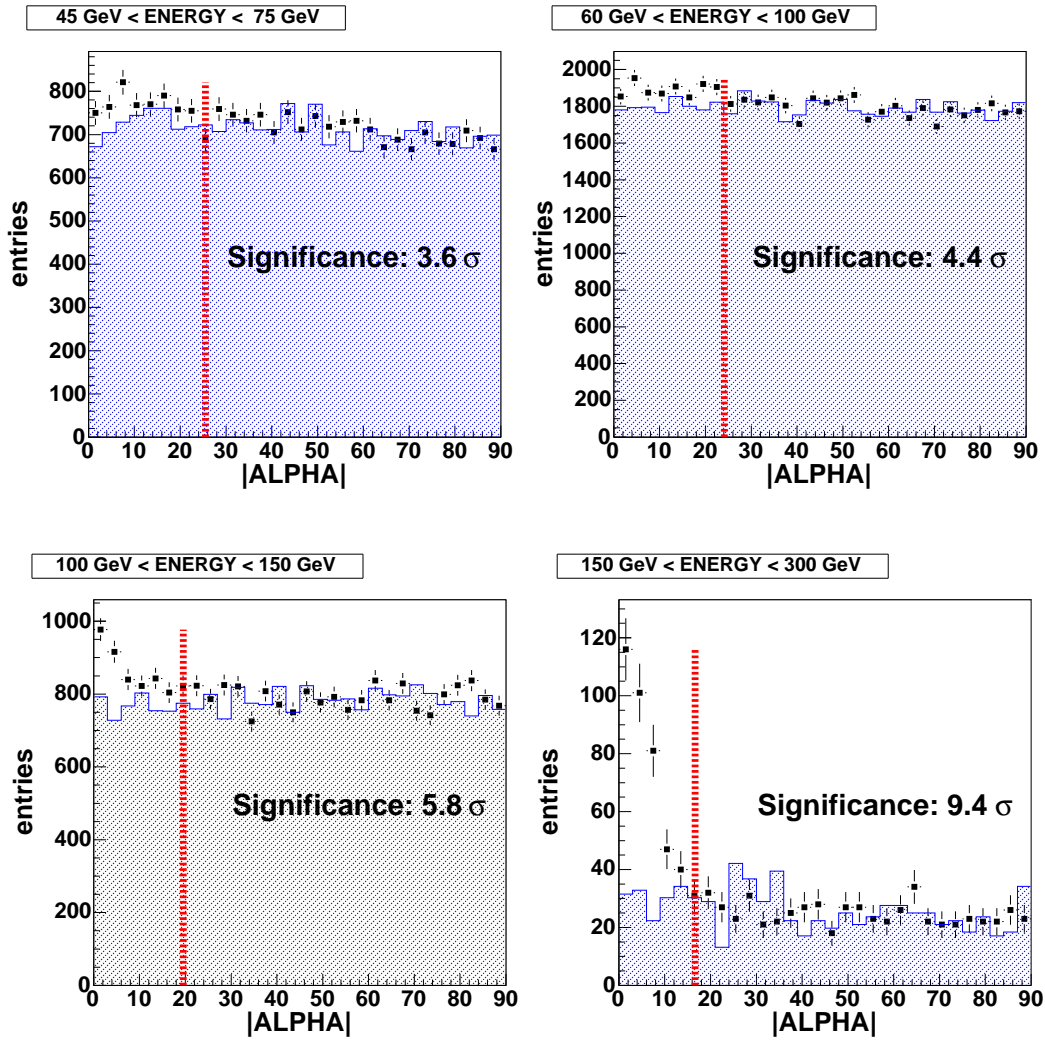 45 GeV < ENERGY < 75 GeV
entries
800
700
600
500
400
300
200
100
0
Significance: 3.6 σ
0 10 20 30 40 50 60 70 80 90
|ALPHA|
60 GeV < ENERGY < 100 GeV
entries
2000
1800
1600
1400
1200
1000
800
600
400
200
0
Significance: 4.4 σ
0 10 20 30 40 50 60 70 80 90
|ALPHA|
100 GeV < ENERGY < 150 GeV
entries
1000
800
600
400
200
0
Significance: 5.8 σ
0 10 20 30 40 50 60 70 80 90
|ALPHA|
150 GeV < ENERGY < 300 GeV
entries
120
100
80
60
40
20
0
Significance: 9.4 σ
0 10 20 30 40 50 60 70 80 90
|ALPHA|